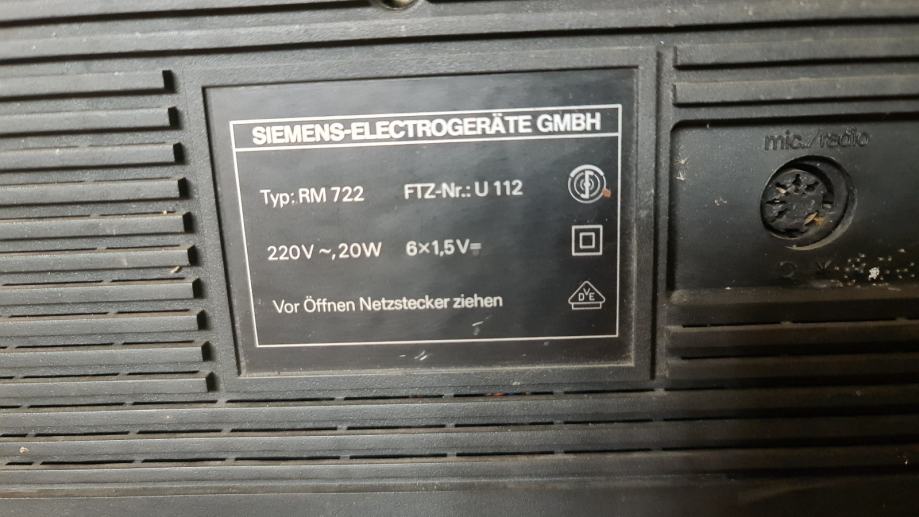 SIEMENS-ELECTROGERÄTE GMBH
mic./radio
Typ: RM 722 FTZ-Nr.: U 112
220V ~, 20W 6×1,5V⎓
Vor Öffnen Netzstecker ziehen
DVE